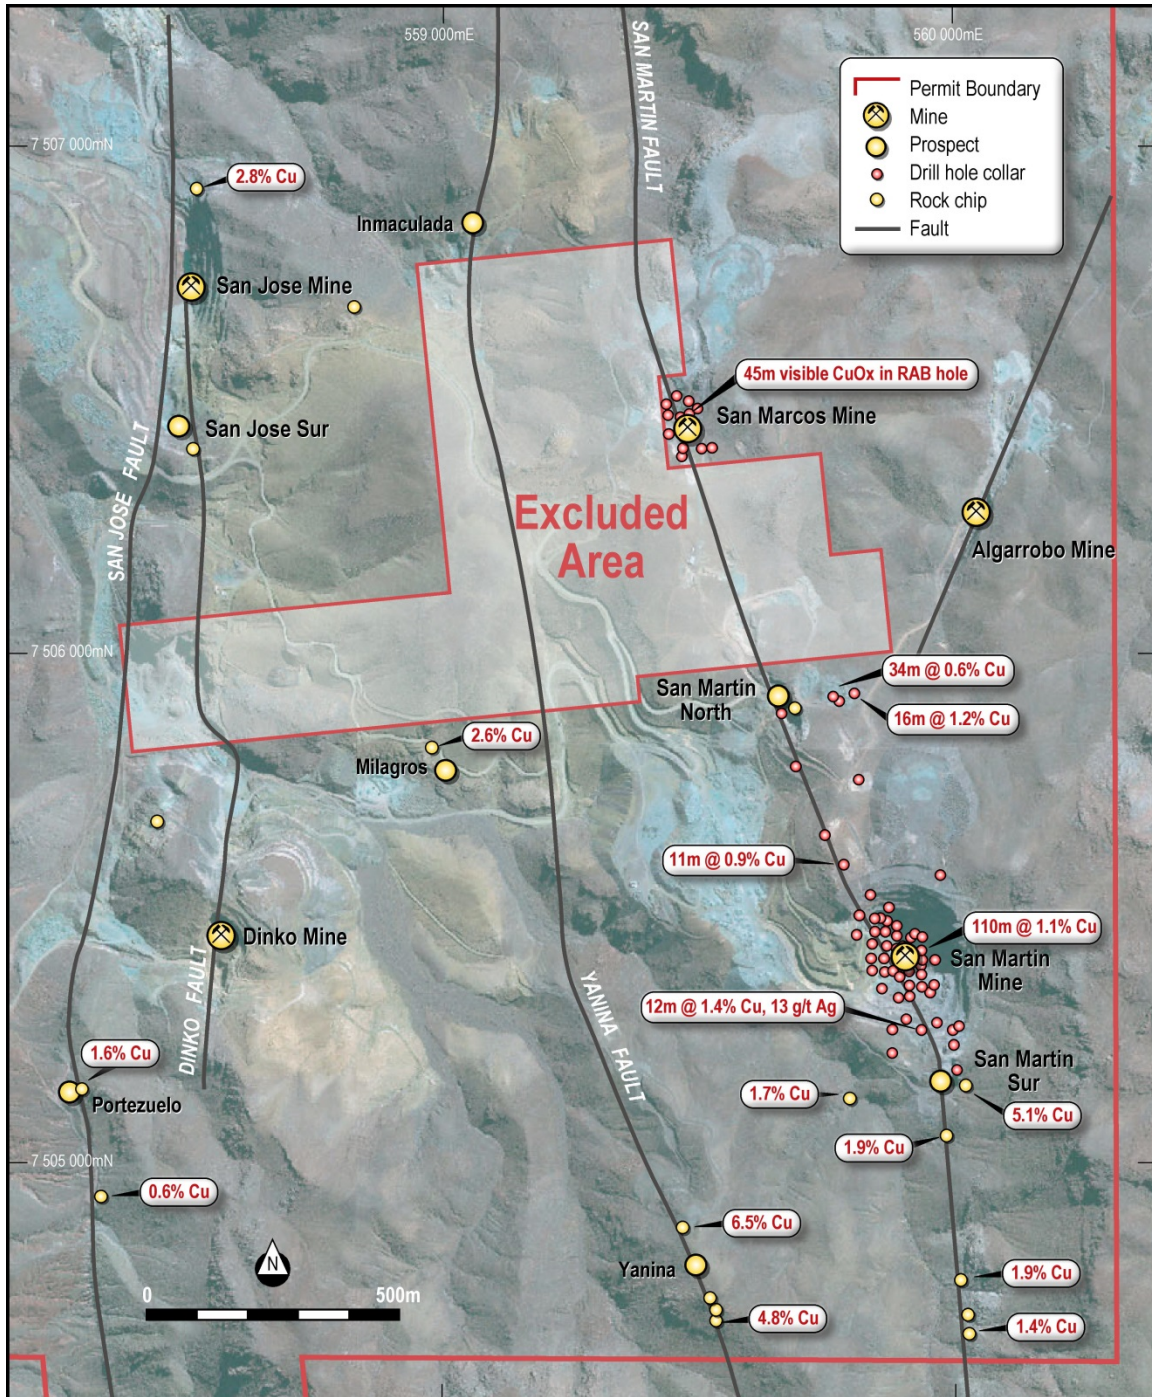 559 000mE
560 000mE
SAN MARTIN FAULT
Permit Boundary
Mine
Prospect
Drill hole collar
Rock chip
Fault
7 507 000mN
2.8% Cu
Inmaculada
San Jose Mine
45m visible CuOx in RAB hole
San Marcos Mine
San Jose Sur
SAN JOSE FAULT
Excluded
Area
Algarrobo Mine
7 506 000mN
34m @ 0.6% Cu
San Martin
North
16m @ 1.2% Cu
2.6% Cu
Milagros
11m @ 0.9% Cu
110m @ 1.1% Cu
Dinko Mine
San Martin
Mine
DINKO FAULT
YANINA FAULT
12m @ 1.4% Cu, 13 g/t Ag
1.6% Cu
Portezuelo
San Martin
Sur
1.7% Cu
5.1% Cu
1.9% Cu
7 505 000mN
0.6% Cu
6.5% Cu
N
Yanina
1.9% Cu
0
500m
4.8% Cu
1.4% Cu